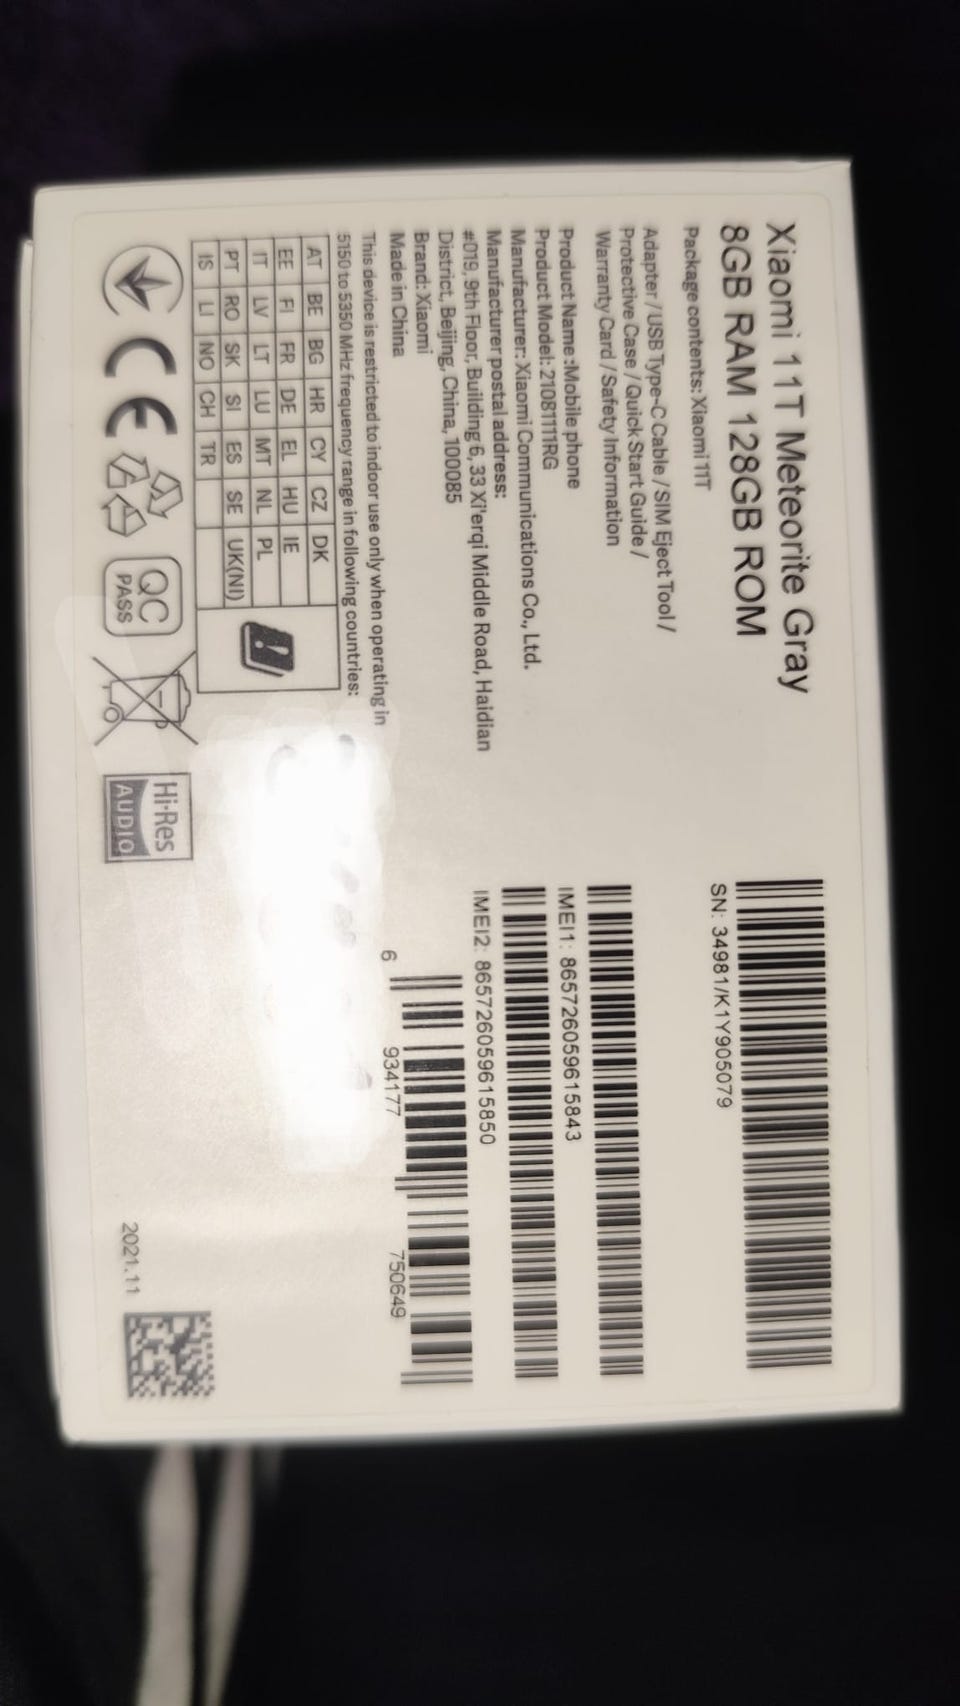 Xiaomi 11T Meteorite Gray
8GB RAM 128GB ROM
Package contents: Xiaomi 11T
Adapter / USB Type-C Cable / SIM Eject Tool /
Protective Case / Quick Start Guide /
Warranty Card / Safety Information
Product Name :Mobile phone
Product Model: 21081111RG
Manufacturer: Xiaomi Communications Co., Ltd.
Manufacturer postal address:
#019, 9th Floor, Building 6, 33 Xi'erqi Middle Road, Haidian
District, Beijing, China, 100085
Brand: Xiaomi
Made in China
This device is restricted to indoor use only when operating in
5150 to 5350 MHz frequency range in following countries:
AT BE BG HR CY CZ DK
EE FI FR DE EL HU IE
IT LV LT LU MT NL PL
PT RO SK SI ES SE UK(NI)
IS LI NO CH TR
CE
QC
PASS
Hi-Res
AUDIO
SN: 34981/K1Y905079
IMEI1: 865726059615843
IMEI2: 865726059615850
6 934177 750649
2021.11